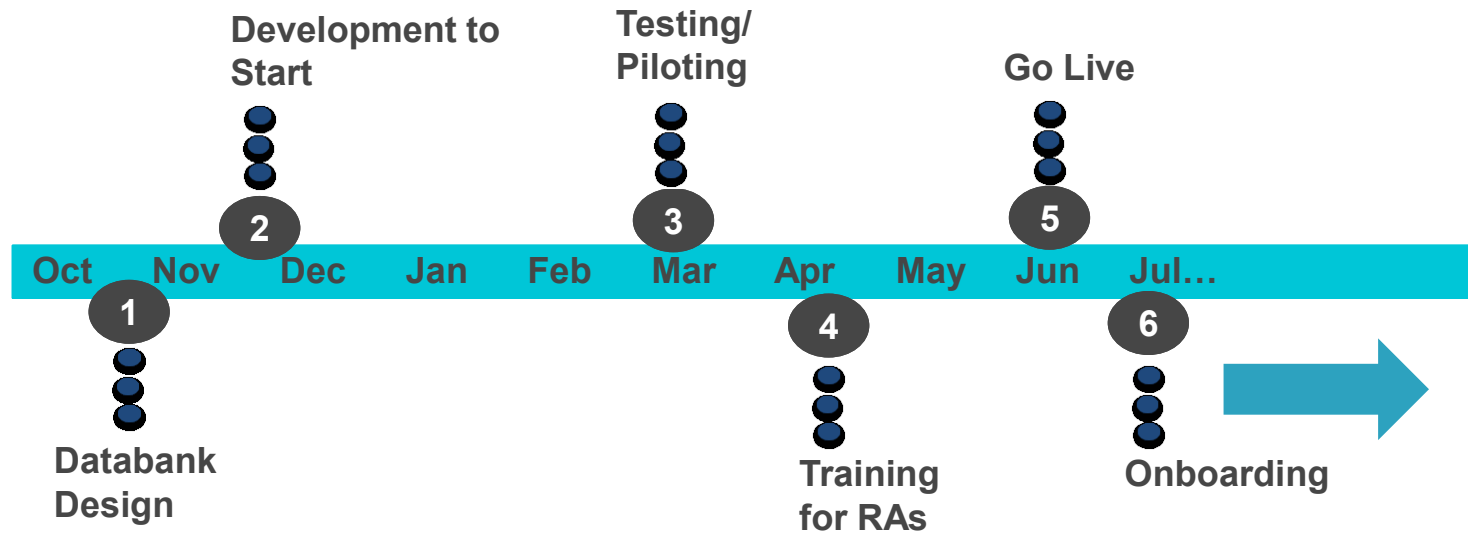 Development to
Start
Testing/
Piloting
Go Live
2
3
5
Oct Nov Dec Jan Feb Mar Apr May Jun Jul…
1
4
6
Databank
Design
Training
for RAs
Onboarding